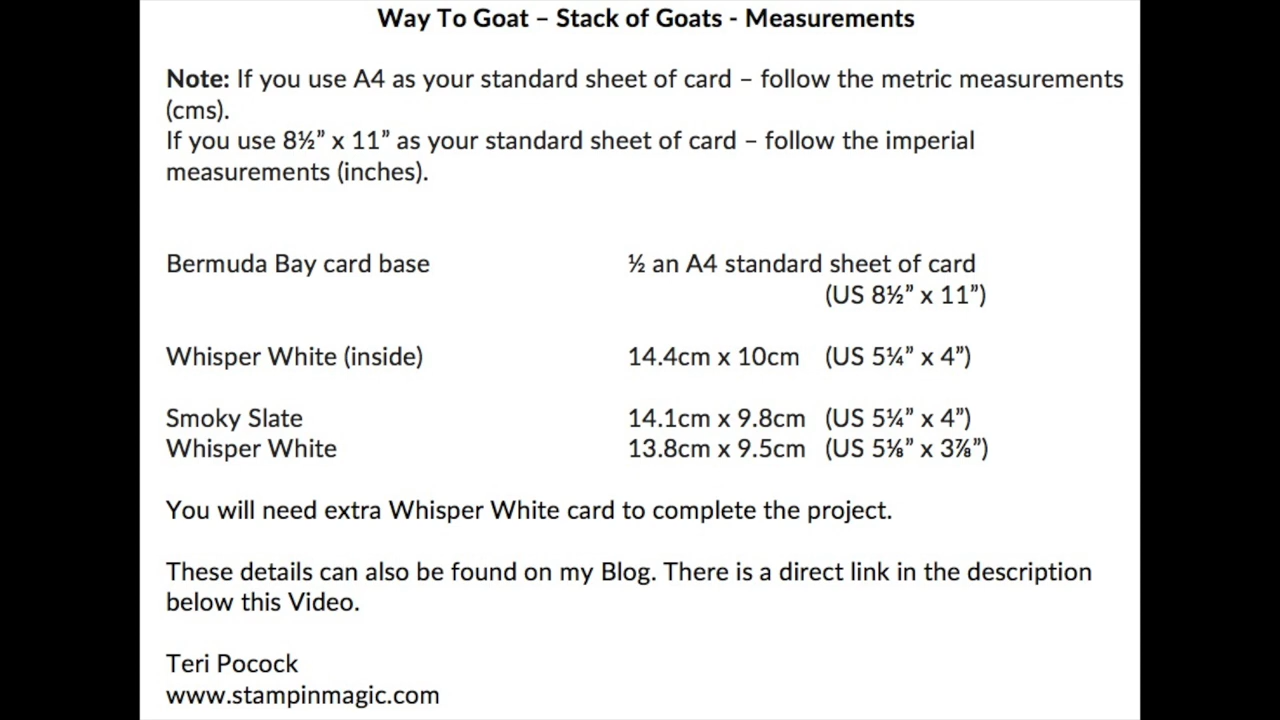 Way To Goat – Stack of Goats - Measurements
Note: If you use A4 as your standard sheet of card – follow the metric measurements
(cms).
If you use 8½” x 11” as your standard sheet of card – follow the imperial
measurements (inches).
Bermuda Bay card base ½ an A4 standard sheet of card
(US 8½” x 11”)
Whisper White (inside) 14.4cm x 10cm (US 5¼” x 4”)
Smoky Slate 14.1cm x 9.8cm (US 5¼” x 4”)
Whisper White 13.8cm x 9.5cm (US 5⅛” x 3⅞”)
You will need extra Whisper White card to complete the project.
These details can also be found on my Blog. There is a direct link in the description
below this Video.
Teri Pocock
www.stampinmagic.com